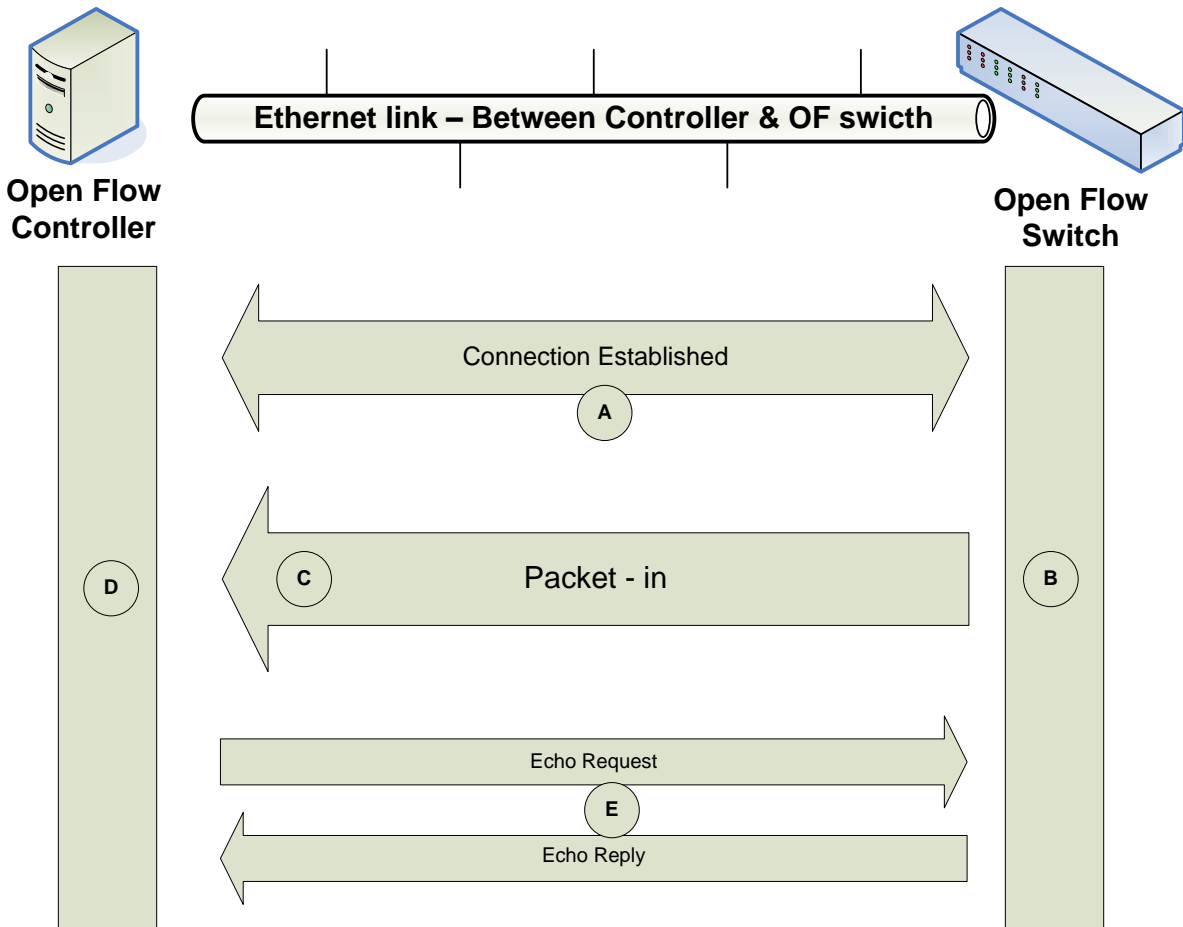 Ethernet link – Between Controller & OF swicth
Open Flow
Controller
Open Flow
Switch
Connection Established
A
Packet - in
C
D
B
Echo Request
E
Echo Reply